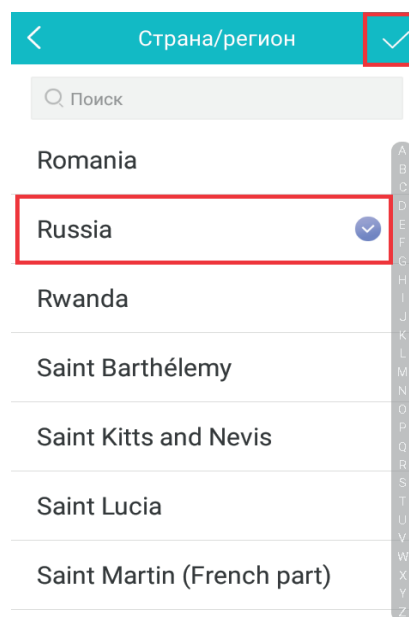 Страна/регион
Поиск
Romania
Russia
Rwanda
Saint Barthélemy
Saint Kitts and Nevis
Saint Lucia
Saint Martin (French part)
A
B
C
D
E
F
G
H
I
J
K
L
M
N
O
P
Q
R
S
T
U
V
W
X
Y
Z